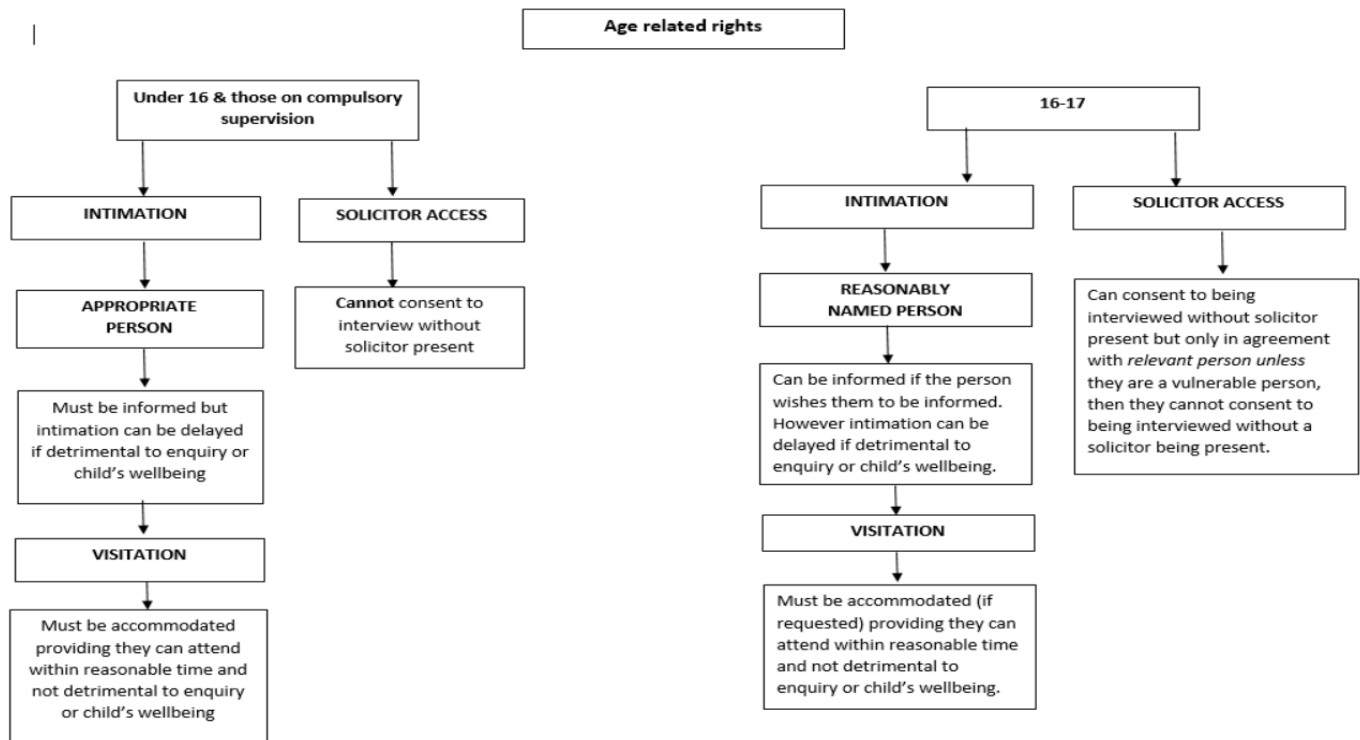 Age related rights
Under 16 & those on compulsory
supervision
INTIMATION
APPROPRIATE
PERSON
Must be informed but
intimation can be delayed
if detrimental to enquiry or
child’s wellbeing
VISITATION
Must be accommodated
providing they can attend
within reasonable time and
not detrimental to enquiry
or child’s wellbeing
SOLICITOR ACCESS
Cannot consent to
interview without
solicitor present
16-17
INTIMATION
REASONABLY
NAMED PERSON
Can be informed if the person
wishes them to be informed.
However intimation can be
delayed if detrimental to
enquiry or child’s wellbeing.
VISITATION
Must be accommodated (if
requested) providing they can
attend within reasonable time
and not detrimental to
enquiry or child’s wellbeing.
SOLICITOR ACCESS
Can consent to being
interviewed without solicitor
present but only in agreement
with relevant person unless
they are a vulnerable person,
then they cannot consent to
being interviewed without a
solicitor being present.